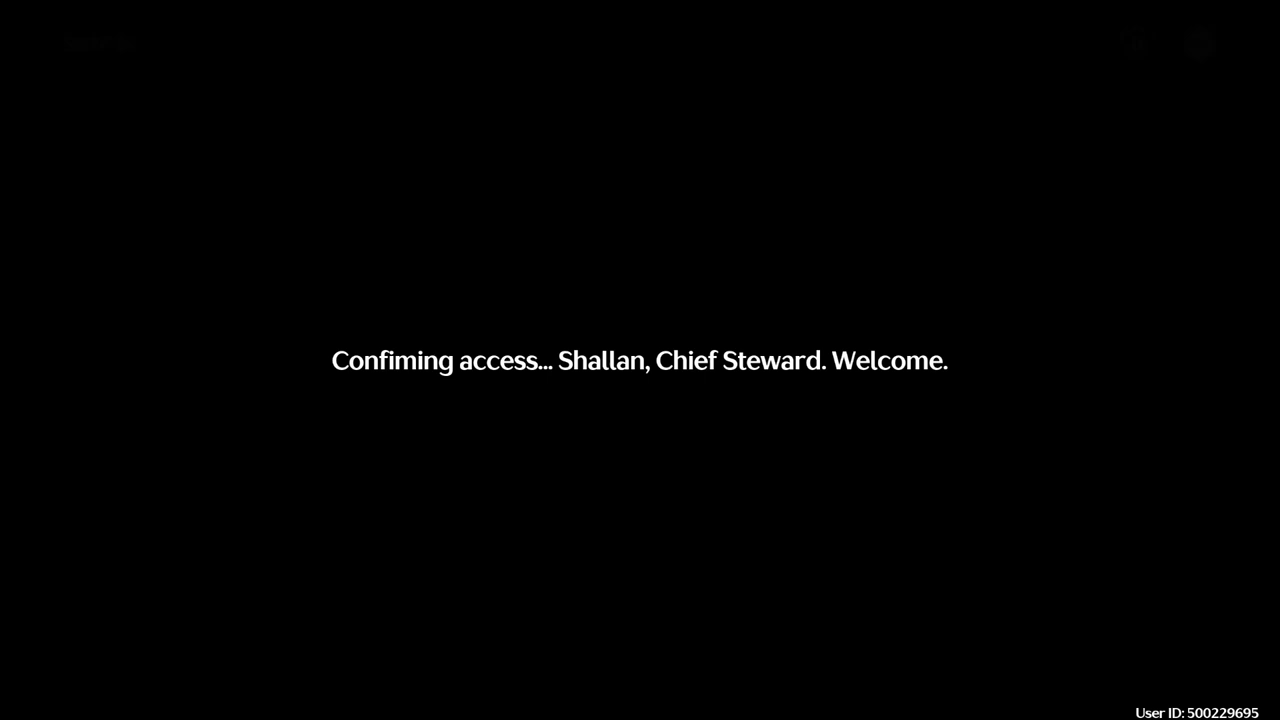 Confiming access... Shallan, Chief Steward. Welcome.
User ID: 500229695